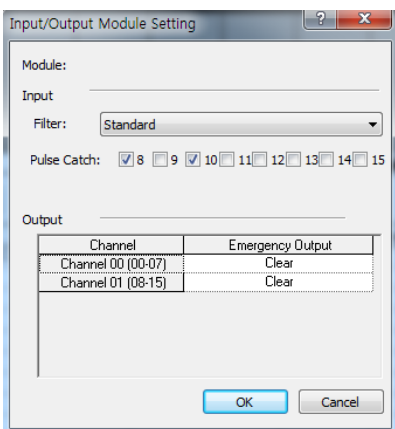 Input/Output Module Setting
Module:
Input
Filter: Standard
Pulse Catch: 8 9 10 11 12 13 14 15
Output
Channel Emergency Output
Channel 00 (00-07) Clear
Channel 01 (08-15) Clear
OK Cancel